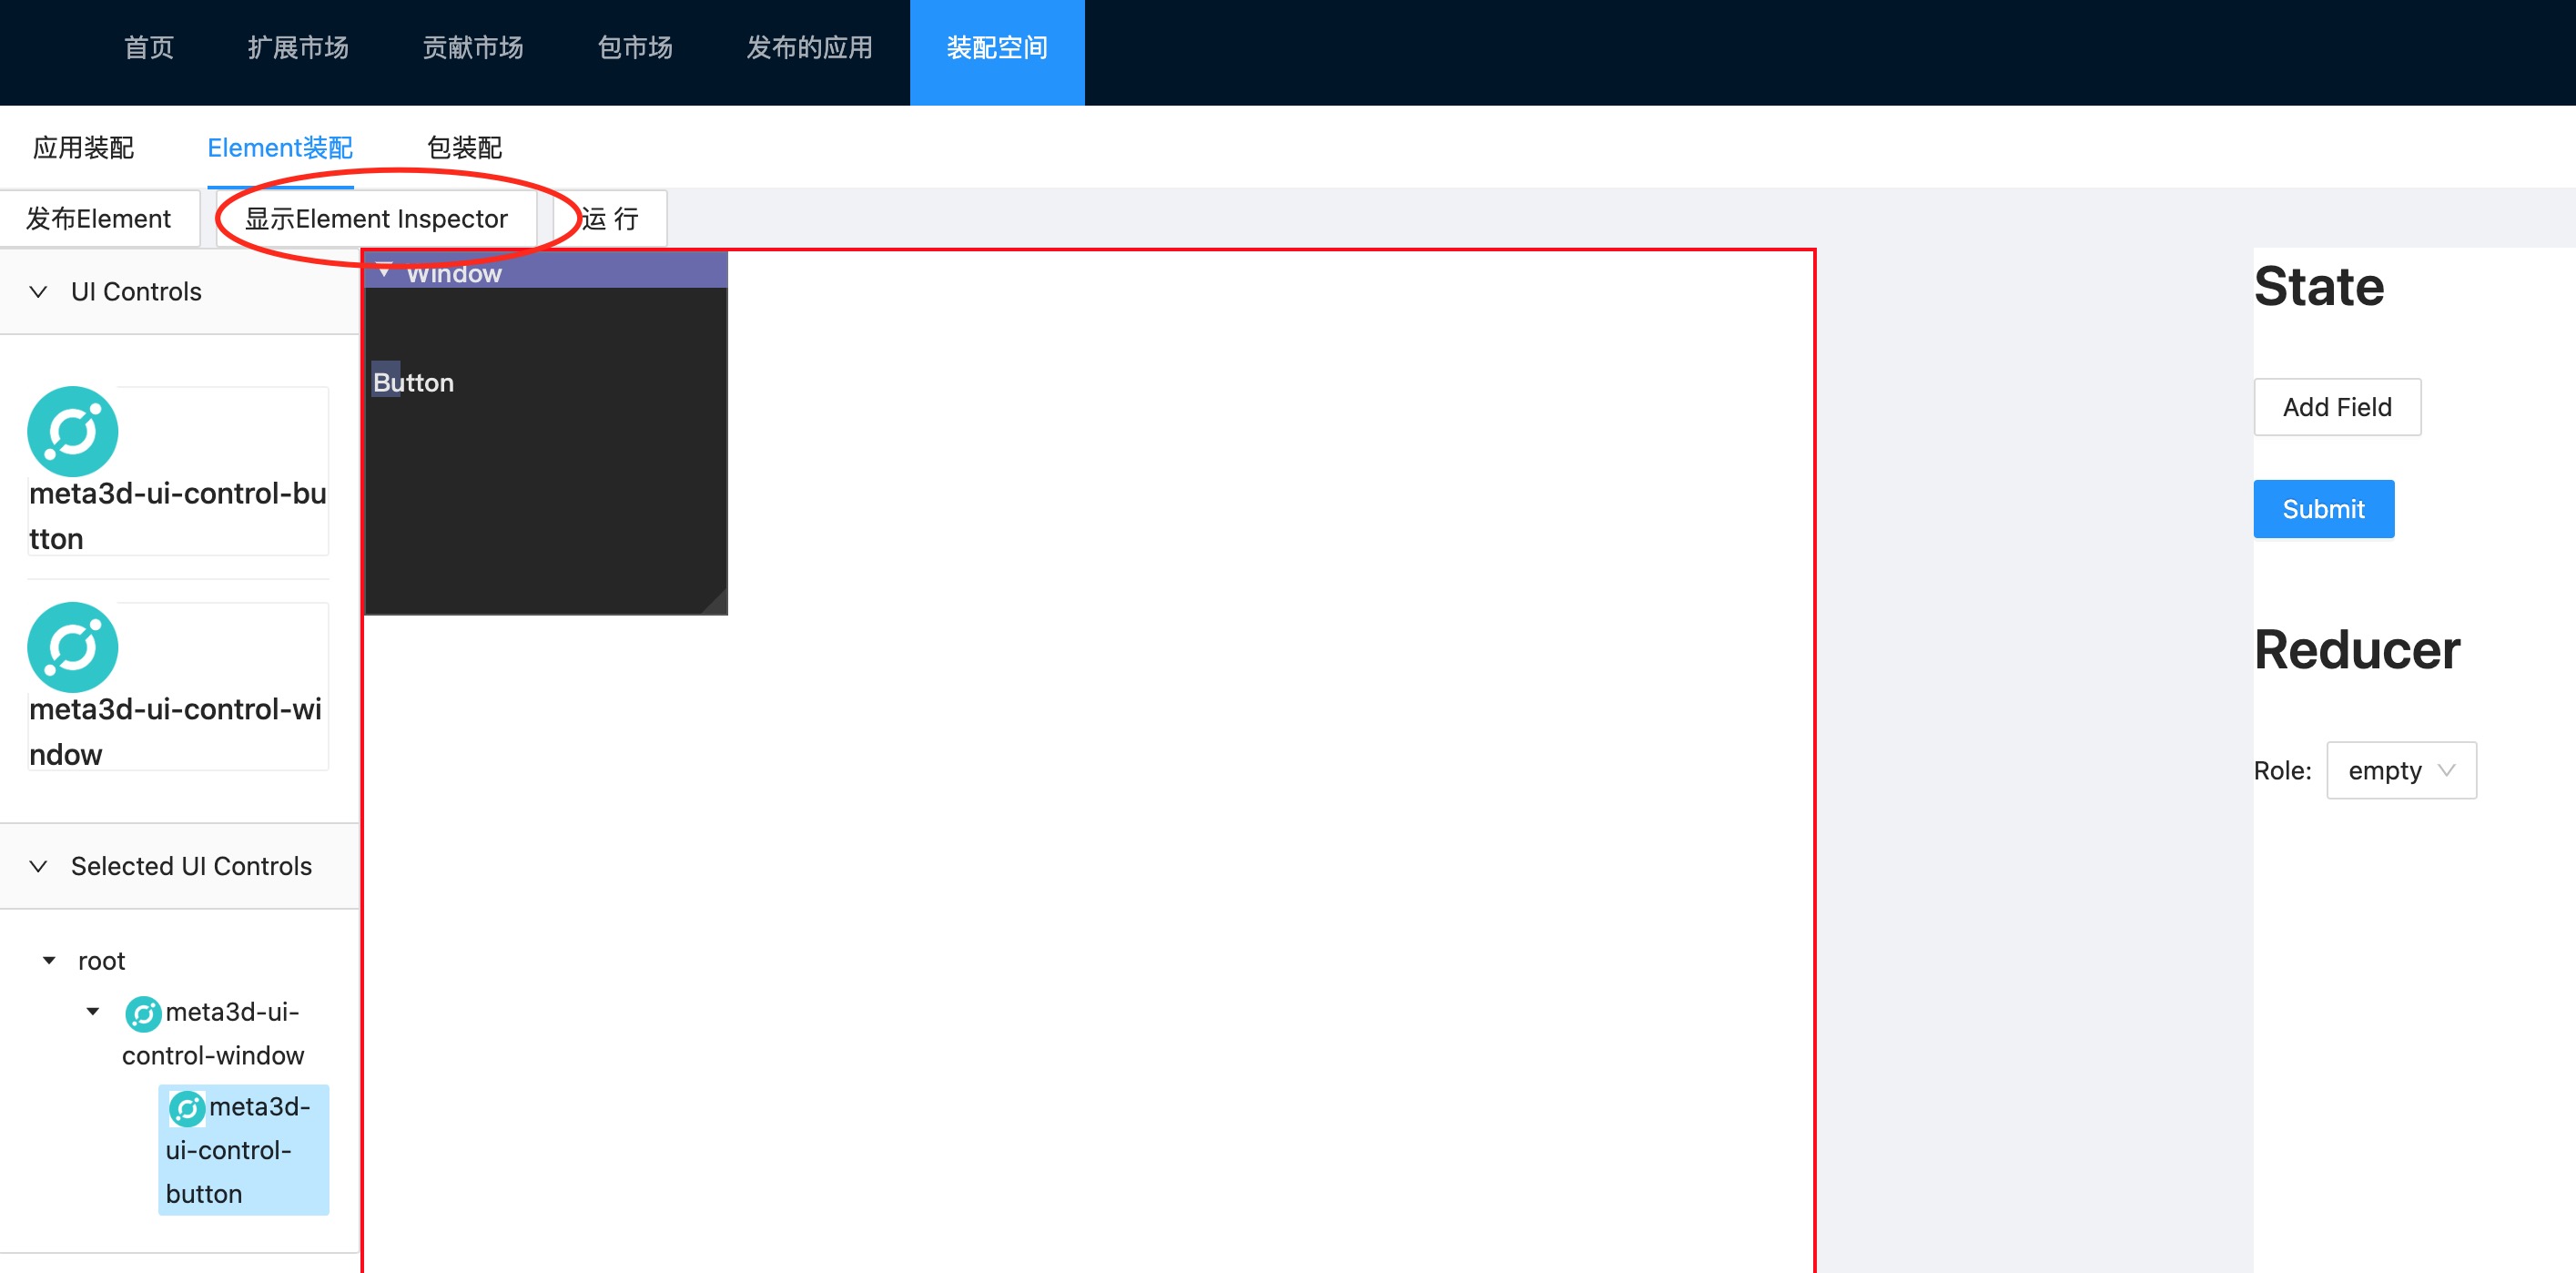 首页 扩展市场 贡献市场 包市场 发布的应用 装配空间
应用装配 Element装配 包装配
发布Element 显示Element Inspector 运 行
UI Controls
meta3d-ui-control-bu
tton
meta3d-ui-control-wi
ndow
Selected UI Controls
root
meta3d-ui-
control-window
meta3d-
ui-control-
button
Window
Button
State
Add Field
Submit
Reducer
Role: empty